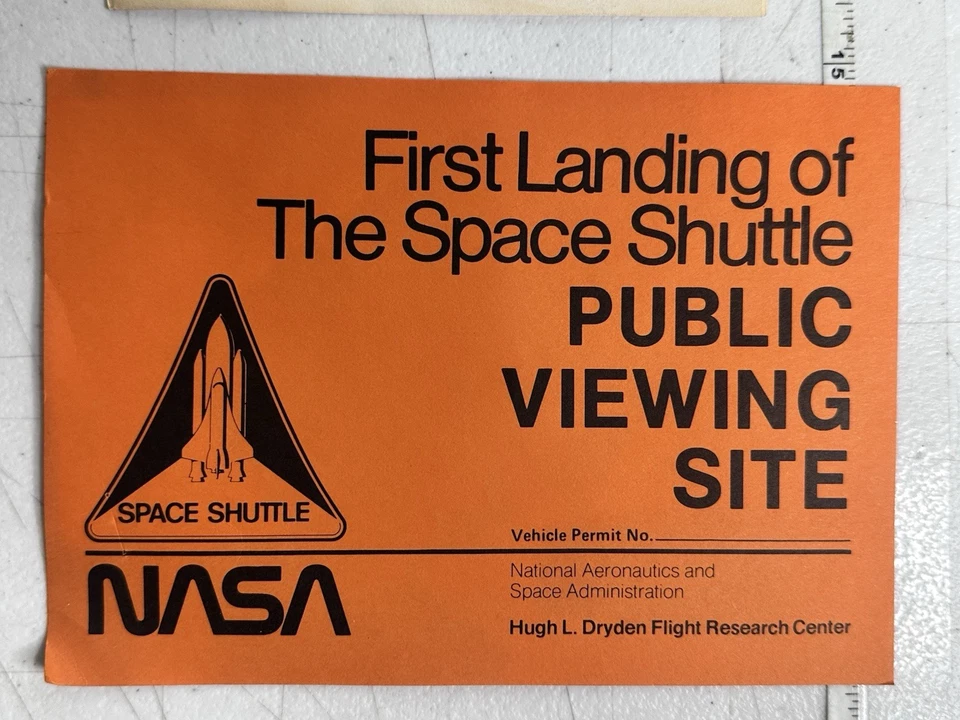 15
First Landing of
The Space Shuttle
PUBLIC
VIEWING
SITE
SPACE SHUTTLE
Vehicle Permit No.
NASA
National Aeronautics and
Space Administration
Hugh L. Dryden Flight Research Center